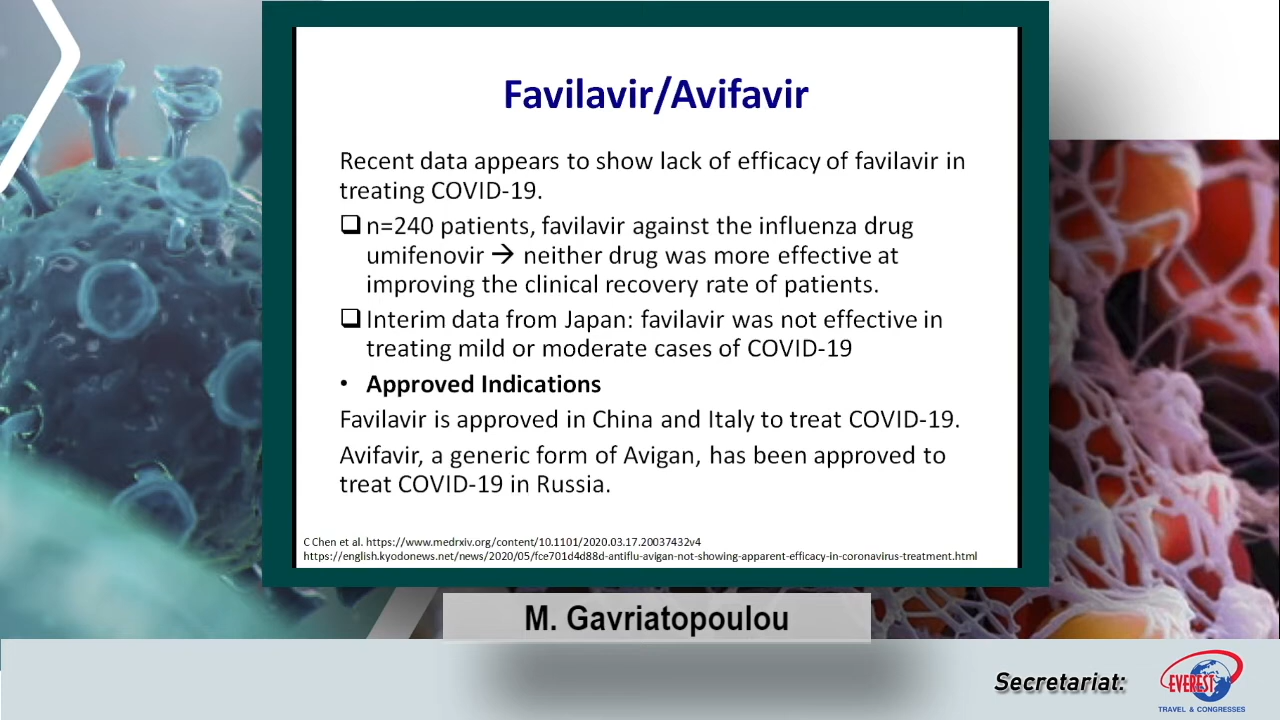 Favilavir/Avifavir
Recent data appears to show lack of efficacy of favilavir in
treating COVID-19.
❑ n=240 patients, favilavir against the influenza drug
umifenovir → neither drug was more effective at
improving the clinical recovery rate of patients.
❑ Interim data from Japan: favilavir was not effective in
treating mild or moderate cases of COVID-19
• Approved Indications
Favilavir is approved in China and Italy to treat COVID-19.
Avifavir, a generic form of Avigan, has been approved to
treat COVID-19 in Russia.
C Chen et al. https://www.medrxiv.org/content/10.1101/2020.03.17.20037432v4
https://english.kyodonews.net/news/2020/05/fce701d4d88d-antiflu-avigan-not-showing-apparent-efficacy-in-coronavirus-treatment.html
M. Gavriatopoulou
Secretariat:
EVEREST
TRAVEL & CONGRESSES